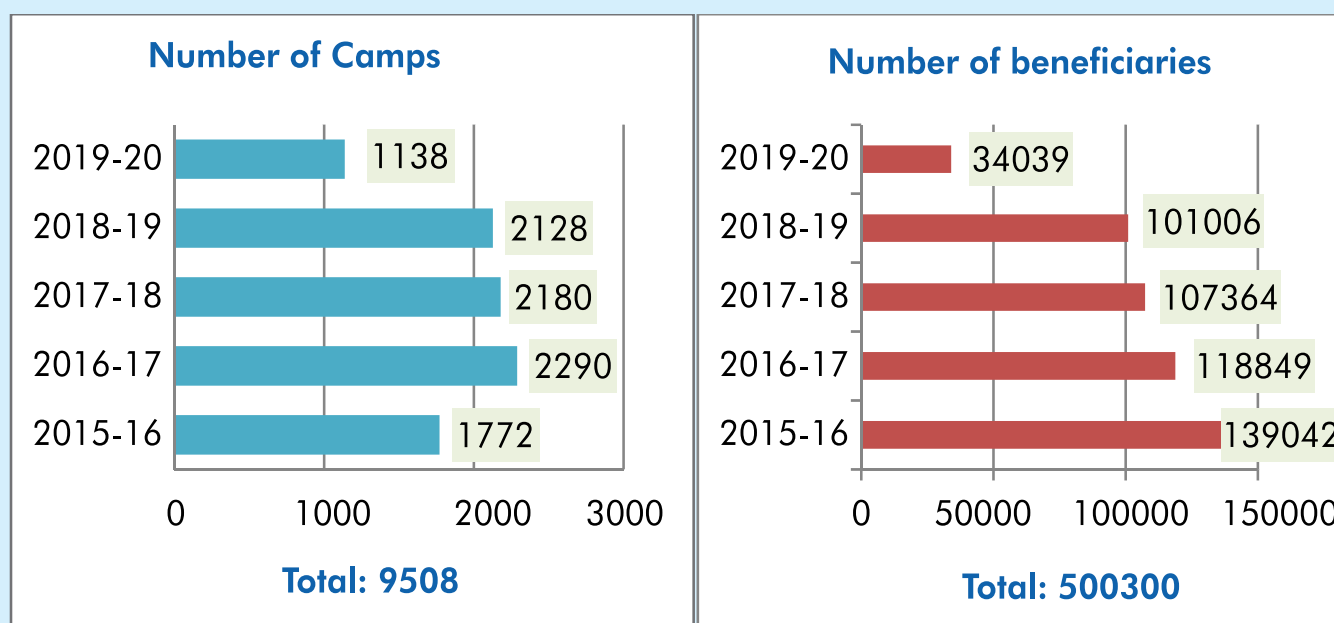 Number of Camps
2019-20 1138
2018-19 2128
2017-18 2180
2016-17 2290
2015-16 1772
0 1000 2000 3000
Total: 9508
Number of beneficiaries
2019-20 34039
2018-19 101006
2017-18 107364
2016-17 118849
2015-16 139042
0 50000 100000 150000
Total: 500300